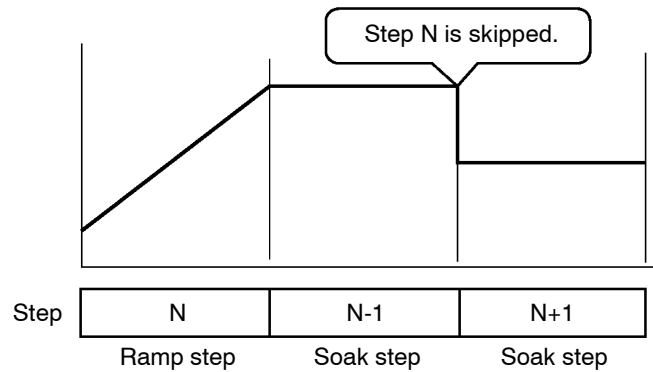 Step N is skipped.
Step N N-1 N+1
Ramp step Soak step Soak step